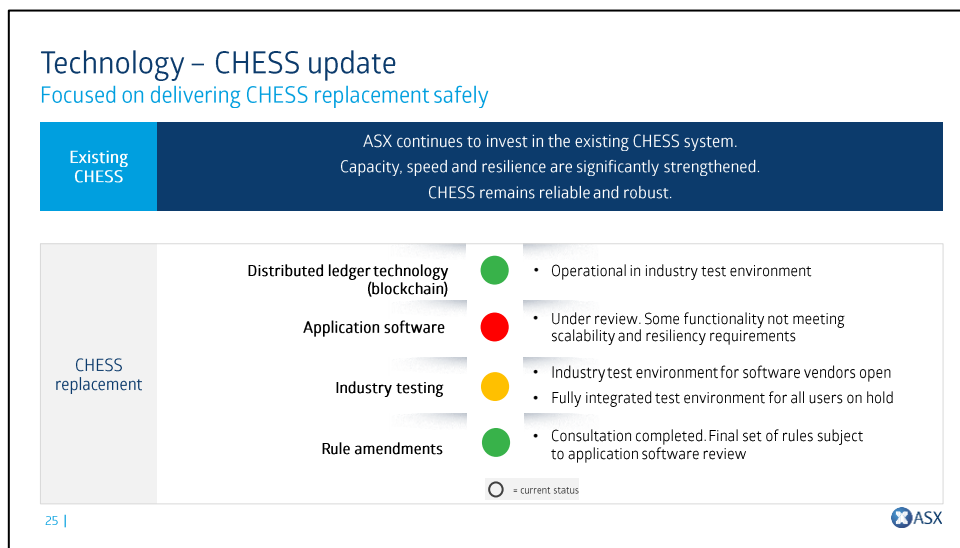 Technology – CHESS update
Focused on delivering CHESS replacement safely
Existing
CHESS
ASX continues to invest in the existing CHESS system.
Capacity, speed and resilience are significantly strengthened.
CHESS remains reliable and robust.
CHESS
replacement
Distributed ledger technology
(blockchain)
• Operational in industry test environment
Application software
• Under review. Some functionality not meeting
scalability and resiliency requirements
Industry testing
• Industry test environment for software vendors open
• Fully integrated test environment for all users on hold
Rule amendments
• Consultation completed. Final set of rules subject
to application software review
= current status
25 |
ASX